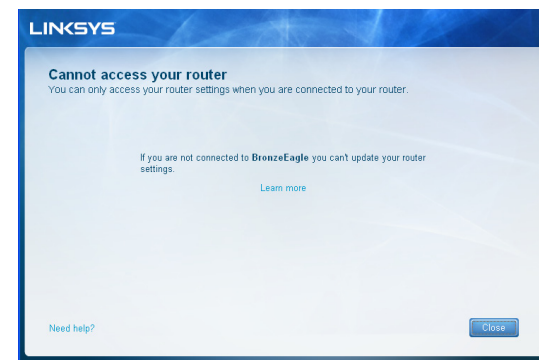 LINKSYS
Cannot access your router
You can only access your router settings when you are connected to your router.
If you are not connected to BronzeEagle you can't update your router
settings.
Learn more
Need help?
Close